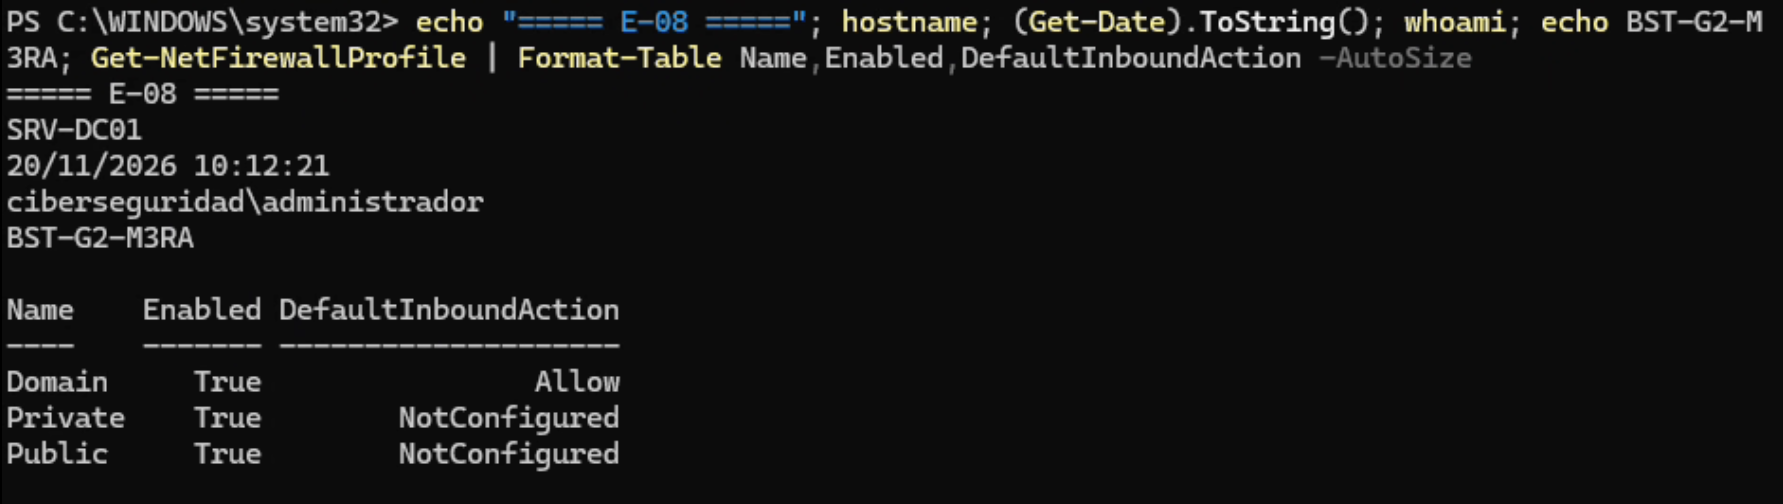 PS C:\WINDOWS\system32> echo "===== E-08 ====="; hostname; (Get-Date).ToString(); whoami; echo BST-G2-M
3RA; Get-NetFirewallProfile | Format-Table Name,Enabled,DefaultInboundAction -AutoSize
===== E-08 =====
SRV-DC01
20/11/2026 10:12:21
ciberseguridad\administrador
BST-G2-M3RA
Name    Enabled DefaultInboundAction
----    ------- --------------------
Domain     True                Allow
Private    True        NotConfigured
Public     True        NotConfigured